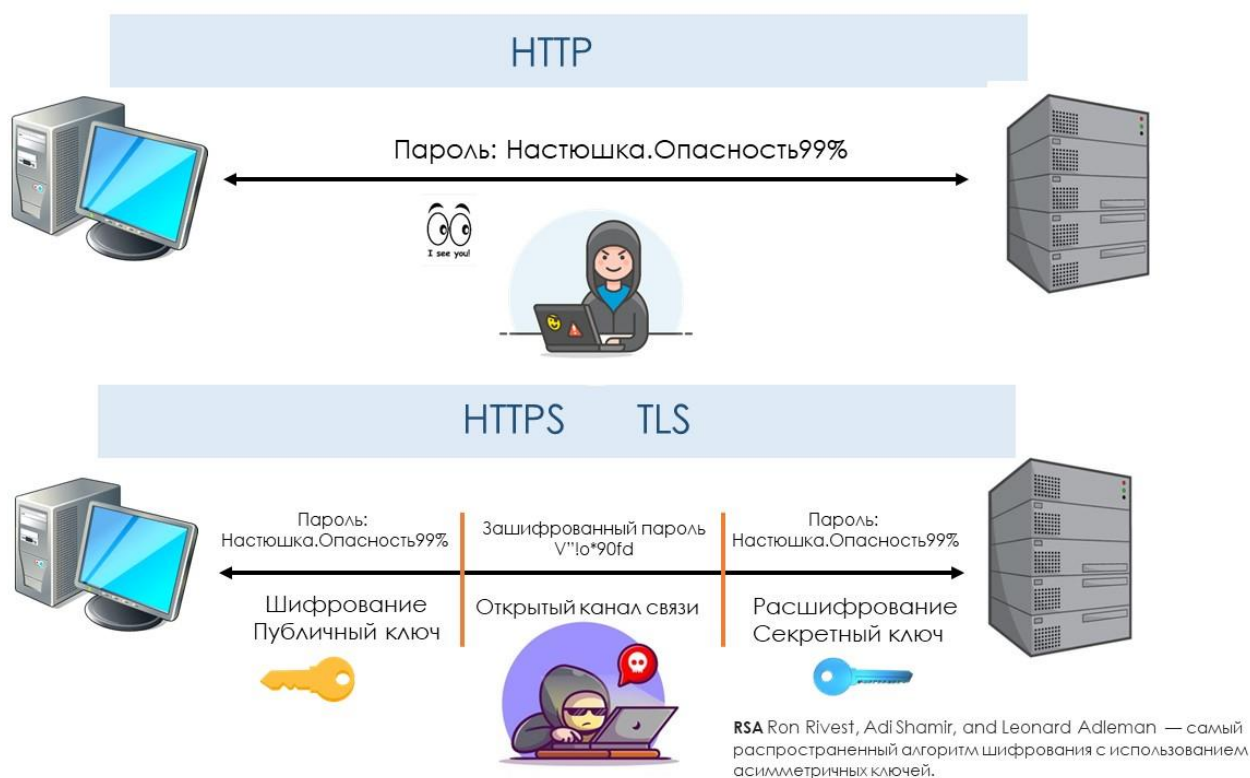 HTTP
Пароль: Настюшка.Опасность99%
I see you!
HTTPS TLS
Пароль:
Настюшка.Опасность99%
Зашифрованный пароль
V"!o*90fd
Пароль:
Настюшка.Опасность99%
Шифрование
Публичный ключ
Открытый канал связи
Расшифрование
Секретный ключ
RSA Ron Rivest, Adi Shamir, and Leonard Adleman — самый
распространенный алгоритм шифрования с использованием
асимметричных ключей.